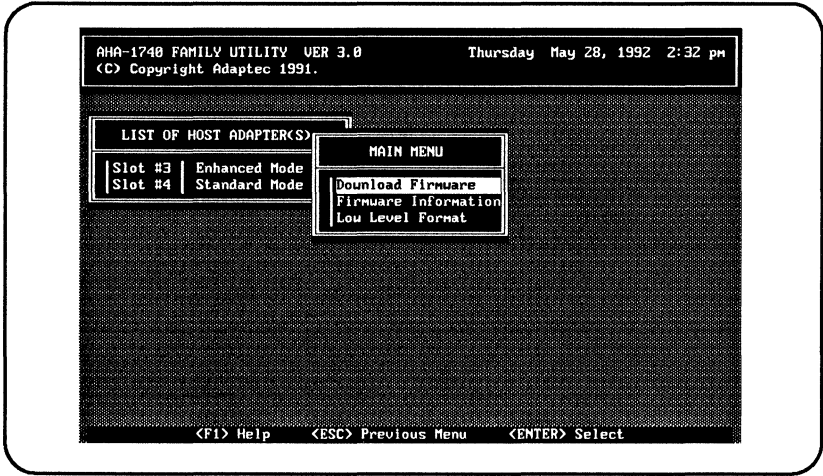 AHA-1740 FAMILY UTILITY VER 3.0 Thursday May 28, 1992 2:32 pm
(C) Copyright Adaptec 1991.
LIST OF HOST ADAPTER(S)
Slot #3 Enhanced Mode
Slot #4 Standard Mode
MAIN MENU
Download Firmware
Firmware Information
Low Level Format
<F1> Help <ESC> Previous Menu <ENTER> Select